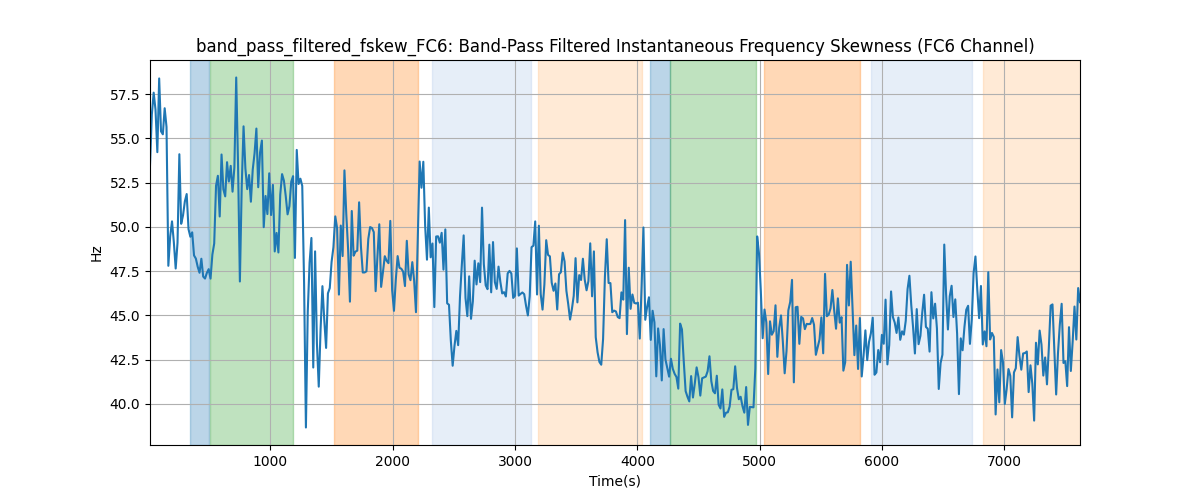 band_pass_filtered_fskew_FC6: Band-Pass Filtered Instantaneous Frequency Skewness (FC6 Channel)
57.5
55.0
52.5
50.0
47.5
45.0
42.5
40.0
Hz
1000 2000 3000 4000 5000 6000 7000
Time(s)